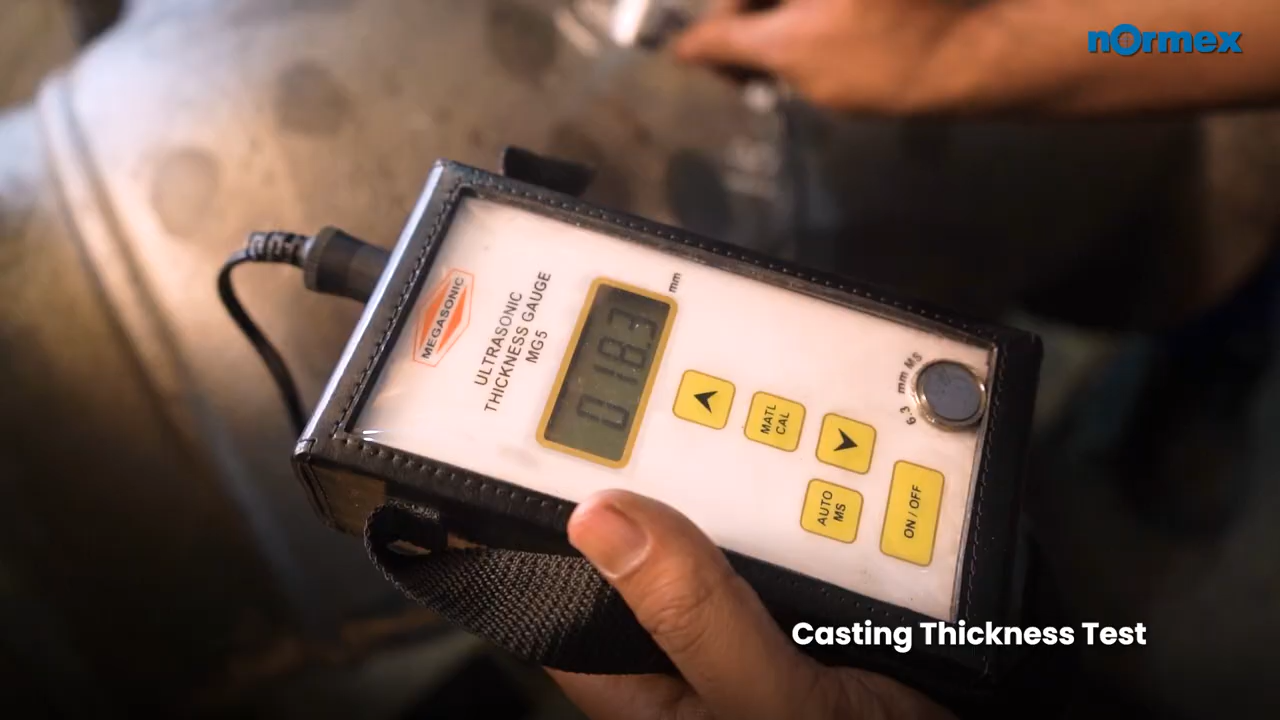 normex
MEGASONIC
ULTRASONIC
THICKNESS GAUGE
MG5
018.3
mm
MATL
CAL
AUTO
MS
ON / OFF
6.3 mm MS
Casting Thickness Test